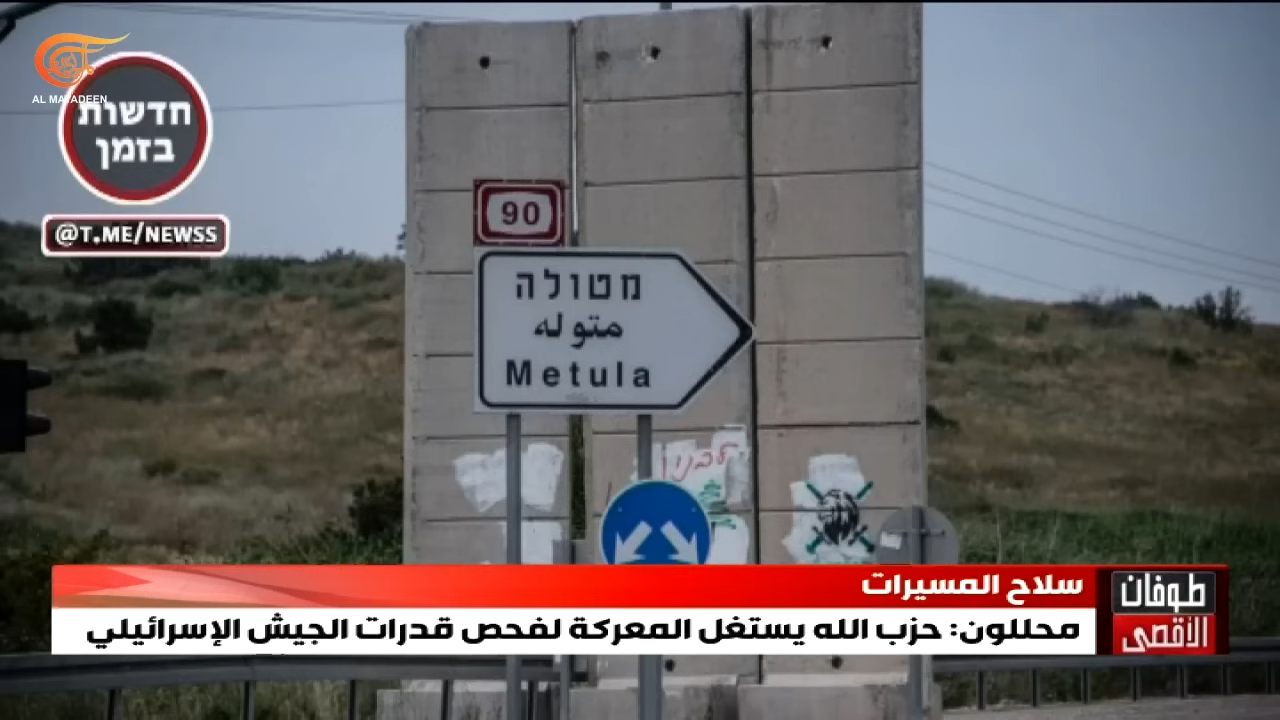 AL MAYADEEN
חדשות
בזמן
@T.ME/NEWSS
90
מטולה
متوله
Metula
לבנון
سلاح المسيرات
محللون: حزب الله يستغل المعركة لفحص قدرات الجيش الإسرائيلي
طوفان
الأقصى